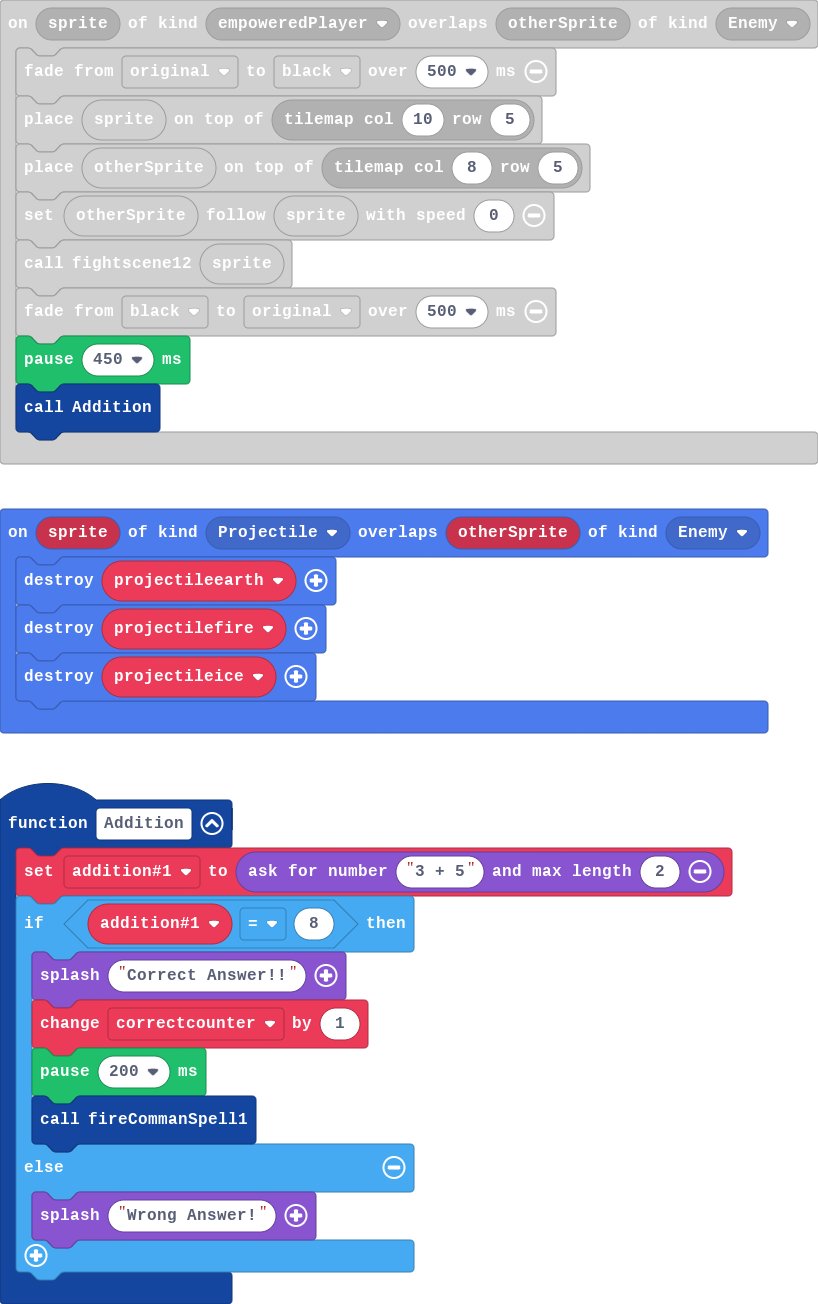 on sprite of kind empoweredPlayer overlaps otherSprite of kind Enemy
fade from original to black over 500 ms
place sprite on top of tilemap col 10 row 5
place otherSprite on top of tilemap col 8 row 5
set otherSprite follow sprite with speed 0
call fightscene12 sprite
fade from black to original over 500 ms
pause 450 ms
call Addition
on sprite of kind Projectile overlaps otherSprite of kind Enemy
destroy projectileearth
destroy projectilefire
destroy projectileice
function Addition
set addition#1 to ask for number "3 + 5" and max length 2
if addition#1 = 8 then
splash "Correct Answer!!"
change correctcounter by 1
pause 200 ms
call fireCommanSpell1
else
splash "Wrong Answer!"